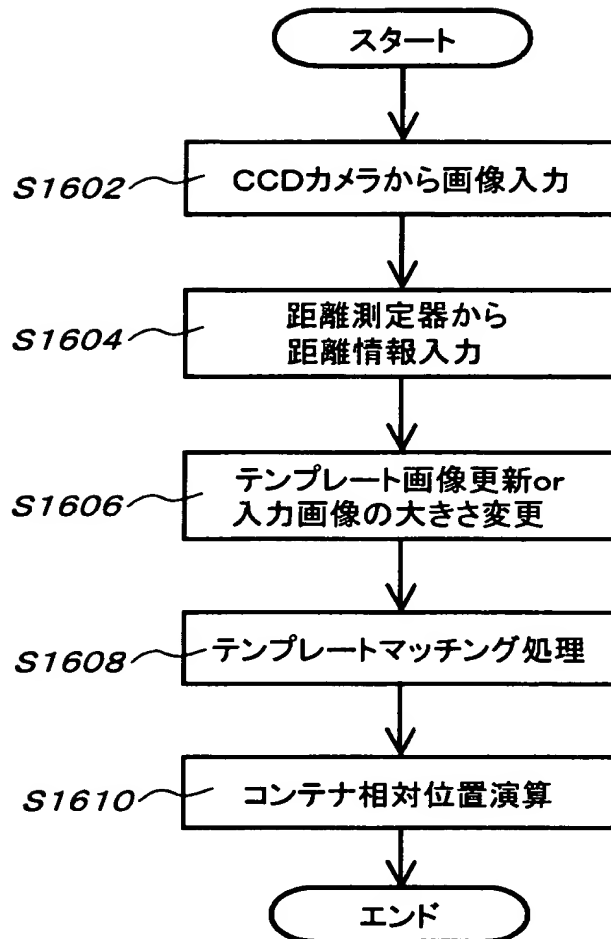 スタート
S1602
CCDカメラから画像入力
S1604
距離測定器から
距離情報入力
S1606
テンプレート画像更新or
入力画像の大きさ変更
S1608
テンプレートマッチング処理
S1610
コンテナ相対位置演算
エンド